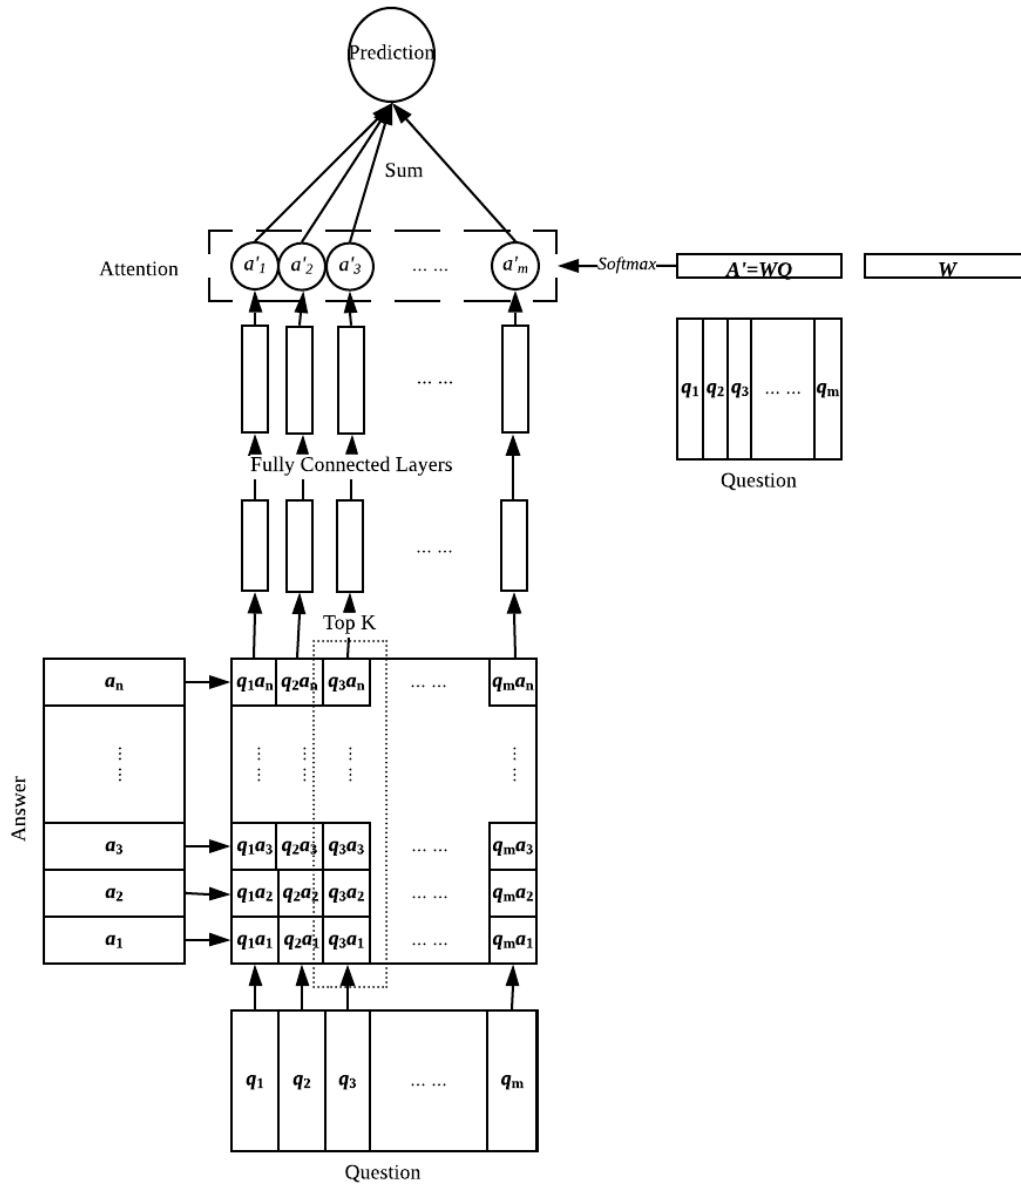 Prediction
Sum
Attention
a'1 a'2 a'3 ... ... a'm
Softmax
A'=WQ
W
... ...
q1 q2 q3 ... ... qm
Question
Fully Connected Layers
... ...
Top K
Answer
an
q1an q2an q3an ... ... qman
a3
q1a3 q2a3 q3a3 ... ... qma3
a2
q1a2 q2a2 q3a2 ... ... qma2
a1
q1a1 q2a1 q3a1 ... ... qma1
q1 q2 q3 ... ... qm
Question